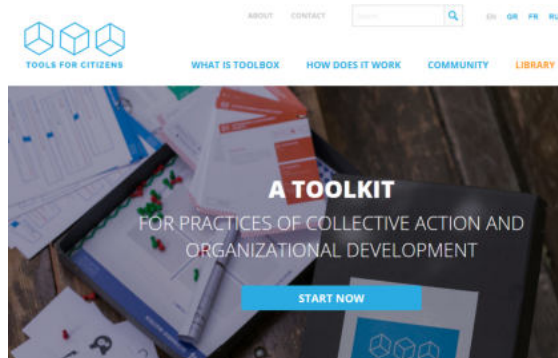 ABOUT CONTACT EN GR FR RU
TOOLS FOR CITIZENS
WHAT IS TOOLBOX HOW DOES IT WORK COMMUNITY LIBRARY
A TOOLKIT
FOR PRACTICES OF COLLECTIVE ACTION AND
ORGANIZATIONAL DEVELOPMENT
START NOW